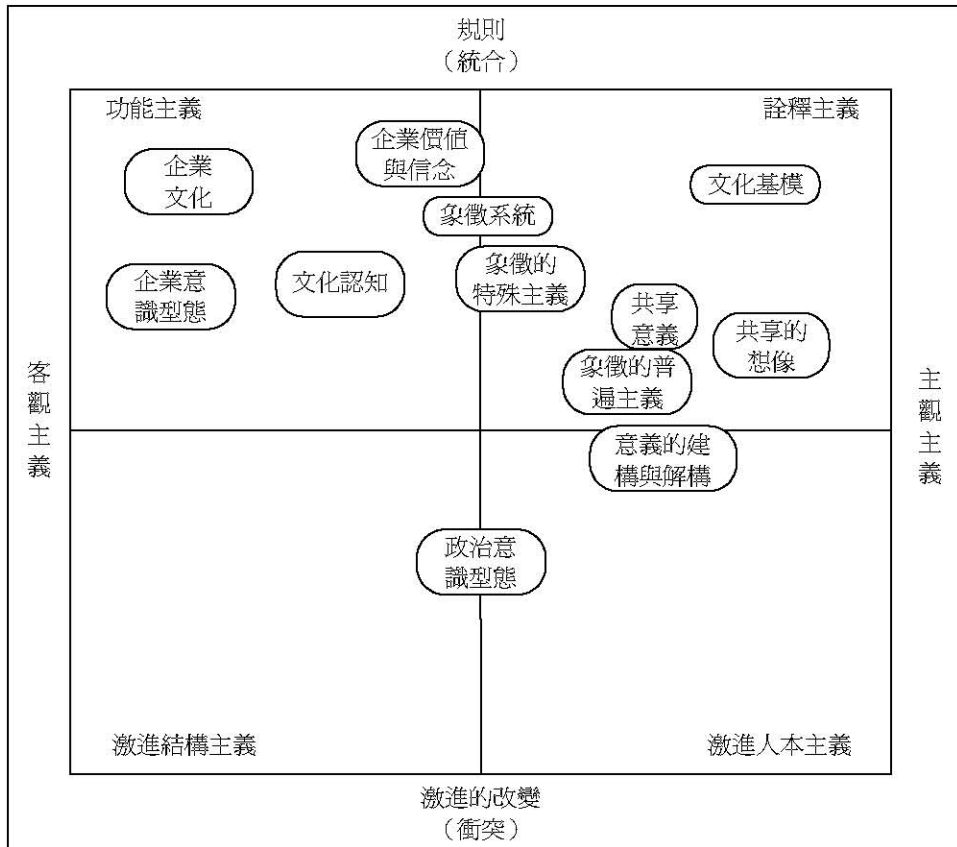 規則
（統合）
功能主義
詮釋主義
企業
文化
企業價值
與信念
文化基模
象徵系統
企業意
識型態
文化認知
象徵的
特殊主義
共享
意義
共享的
想像
象徵的普
遍主義
客觀主義
主觀主義
意義的建
構與解構
政治意
識型態
激進結構主義
激進人本主義
激進的改變
（衝突）